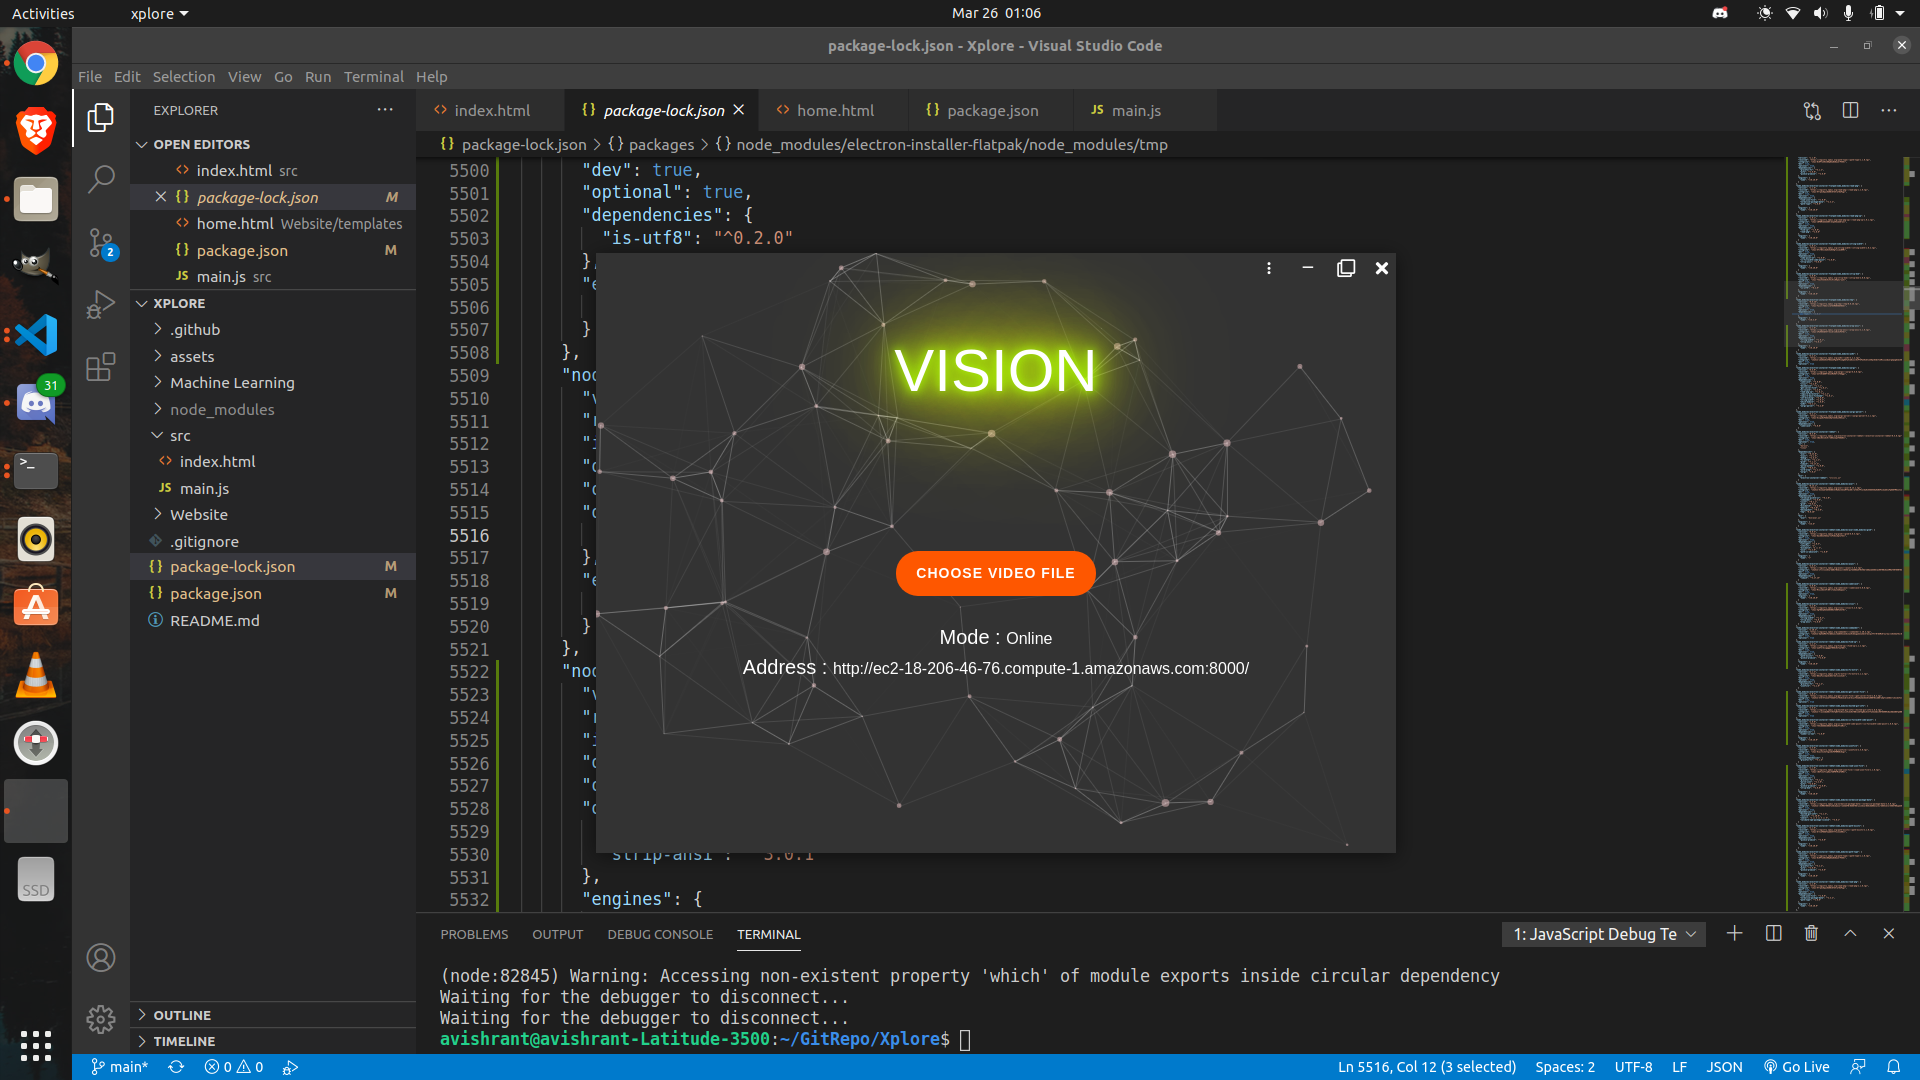 Activities
xplore
Mar 26 01:06
package-lock.json - Xplore - Visual Studio Code
File Edit Selection View Go Run Terminal Help
EXPLORER
OPEN EDITORS
index.html src
package-lock.json M
home.html Website/templates
package.json M
main.js src
XPLORE
.github
assets
Machine Learning
node_modules
src
index.html
main.js
Website
.gitignore
package-lock.json M
package.json M
README.md
OUTLINE
TIMELINE
31
2
SSD
index.html
package-lock.json
home.html
package.json
JS main.js
package-lock.json > {} packages > {} node_modules/electron-installer-flatpak/node_modules/tmp
5500 "dev": true,
5501 "optional": true,
5502 "dependencies": {
5503 "is-utf8": "^0.2.0"
5504 },
5505 "e
5506
5507 }
5508 },
5509 "noc
5510 "v
5511 "r
5512 "i
5513 "d
5514 "o
5515 "d
5516
5517 },
5518 "e
5519
5520 }
5521 },
5522 "noc
5523 "v
5524 "r
5525 "i
5526 "d
5527 "o
5528 "d
5529
5530 "strip-ansi": "^3.0.1"
5531 },
5532 "engines": {
VISION
CHOOSE VIDEO FILE
Mode : Online
Address : http://ec2-18-206-46-76.compute-1.amazonaws.com:8000/
PROBLEMS OUTPUT DEBUG CONSOLE TERMINAL
1: JavaScript Debug Te
(node:82845) Warning: Accessing non-existent property 'which' of module exports inside circular dependency
Waiting for the debugger to disconnect...
Waiting for the debugger to disconnect...
avishrant@avishrant-Latitude-3500:~/GitRepo/Xplore$
main* 0 0
Ln 5516, Col 12 (3 selected) Spaces: 2 UTF-8 LF JSON Go Live